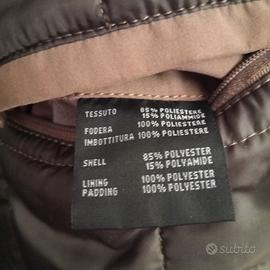 TESSUTO 85% POLIESTERE
15% POLIAMMIDE
FODERA 100% POLIESTERE
IMBOTTITURA 100% POLIESTERE
SHELL 85% POLYESTER
15% POLYAMIDE
LINING 100% POLYESTER
PADDING 100% POLYESTER
subito